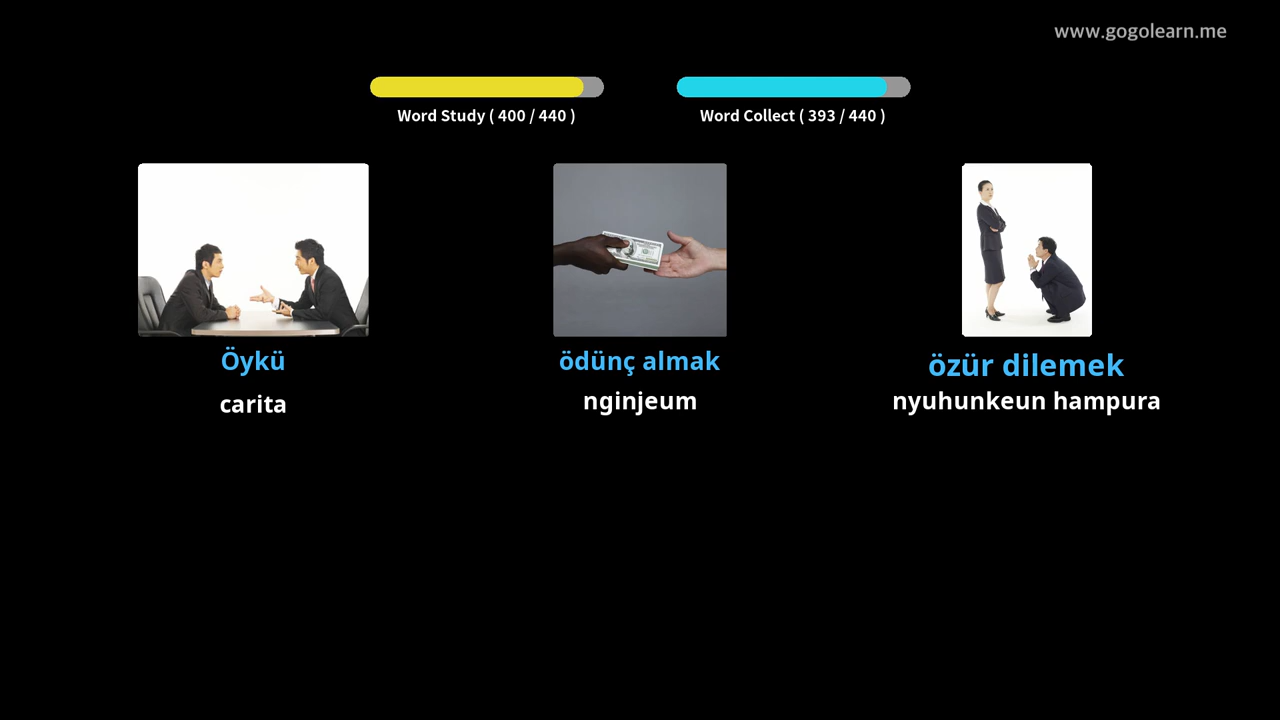 www.gogolearn.me
Word Study ( 400 / 440 )
Word Collect ( 393 / 440 )
Öykü
ödünç almak
özür dilemek
carita
nginjeum
nyuhunkeun hampura